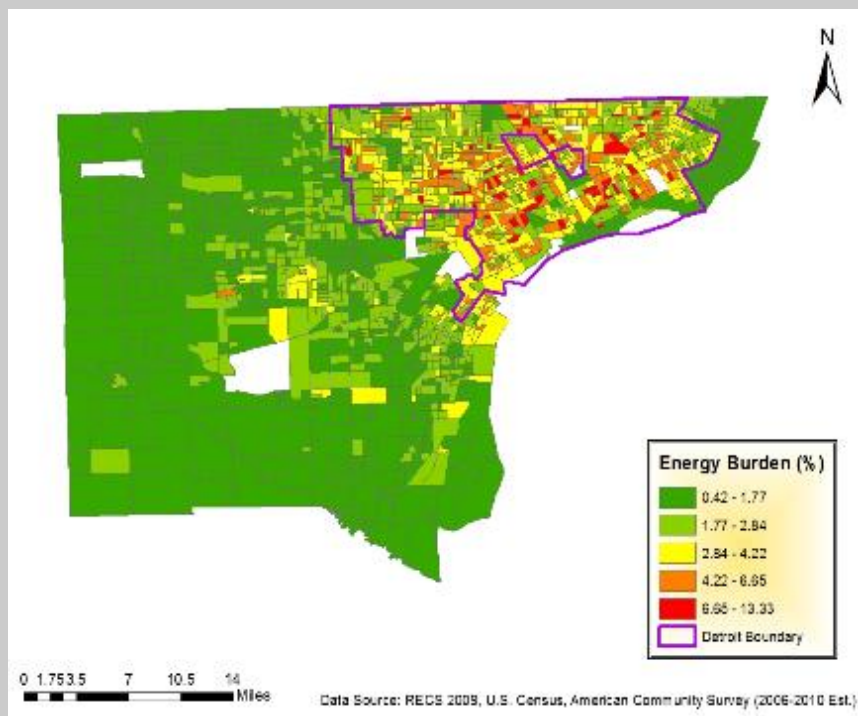 N
Energy Burden (%)
0.42 - 1.77
1.77 - 2.84
2.84 - 4.22
4.22 - 6.65
6.65 - 13.33
Detroit Boundary
0 1.753.5 7 10.5 14
Miles
Data Source: RECS 2009, U.S. Census, American Community Survey (2006-2010 Est.)